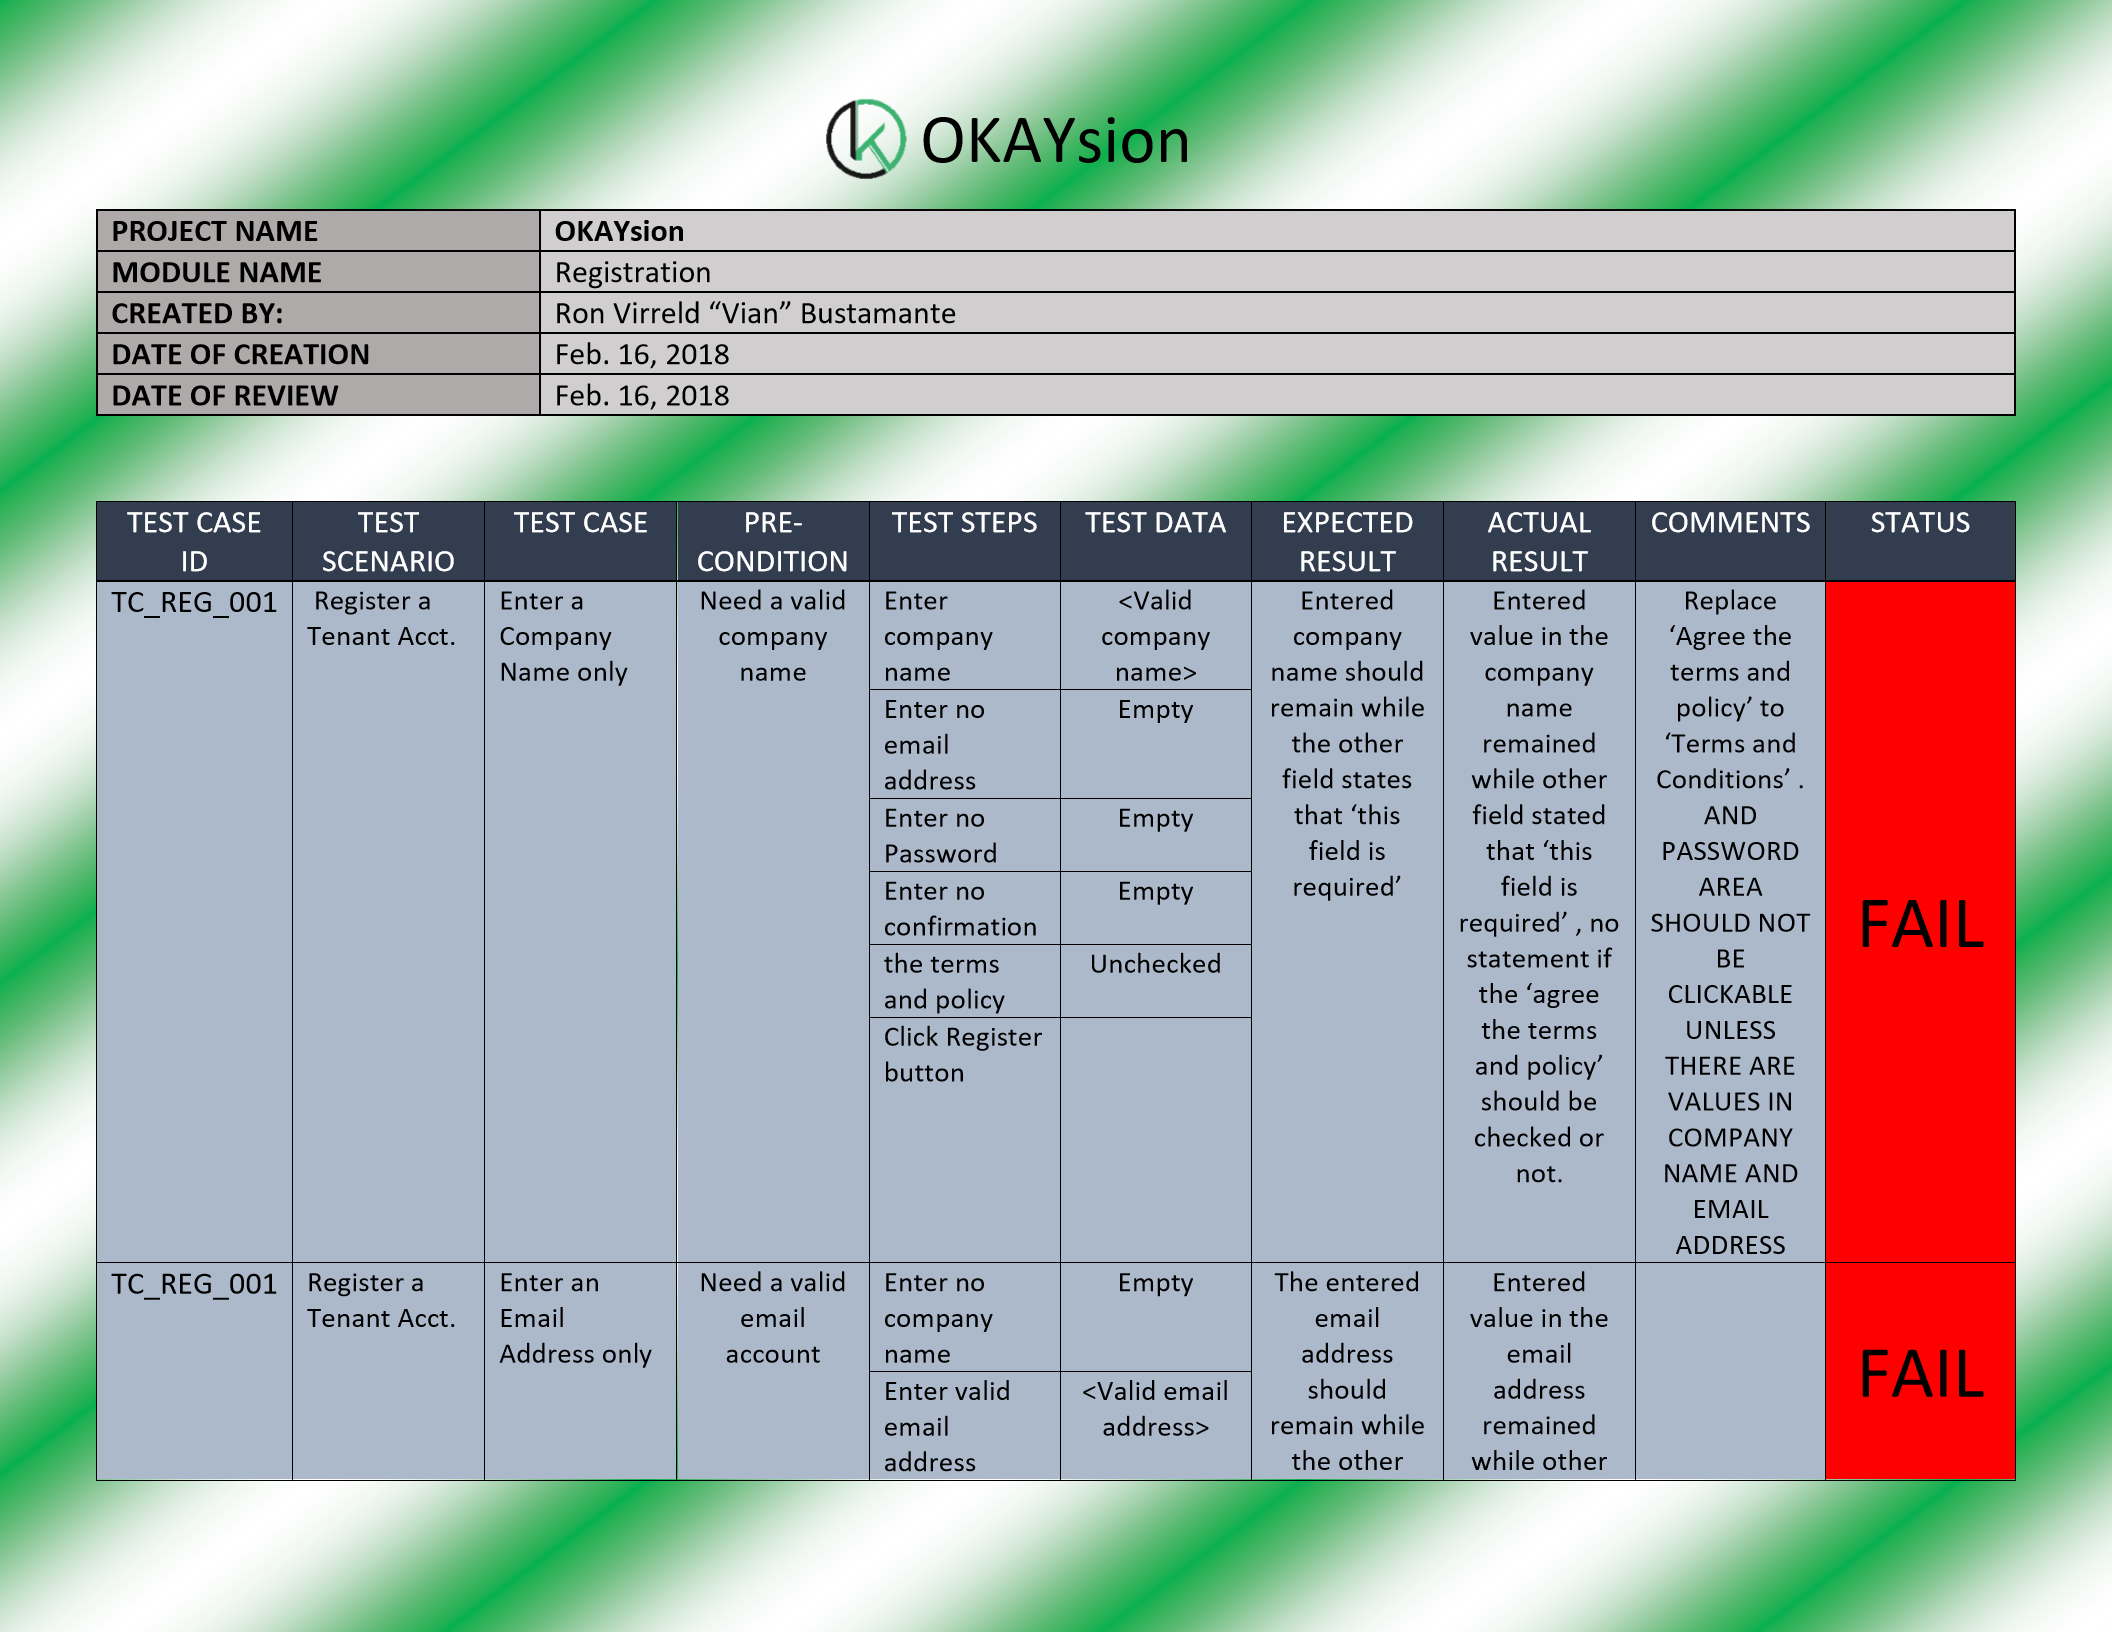 OKAYsion
PROJECT NAME OKAYsion
MODULE NAME Registration
CREATED BY: Ron Virreld “Vian” Bustamante
DATE OF CREATION Feb. 16, 2018
DATE OF REVIEW Feb. 16, 2018
TEST CASE
ID
TEST
SCENARIO
TEST CASE
PRE-
CONDITION
TEST STEPS
TEST DATA
EXPECTED
RESULT
ACTUAL
RESULT
COMMENTS
STATUS
TC_REG_001
Register a
Tenant Acct.
Enter a
Company
Name only
Need a valid
company
name
Enter
company
name
<Valid
company
name>
Enter no
email
address
Empty
Enter no
Password
Empty
Enter no
confirmation
Empty
the terms
and policy
Unchecked
Click Register
button
Entered
company
name should
remain while
the other
field states
that ‘this
field is
required’
Entered
value in the
company
name
remained
while other
field stated
that ‘this
field is
required’ , no
statement if
the ‘agree
the terms
and policy’
should be
checked or
not.
Replace
‘Agree the
terms and
policy’ to
‘Terms and
Conditions’ .
AND
PASSWORD
AREA
SHOULD NOT
BE
CLICKABLE
UNLESS
THERE ARE
VALUES IN
COMPANY
NAME AND
EMAIL
ADDRESS
FAIL
TC_REG_001
Register a
Tenant Acct.
Enter an
Email
Address only
Need a valid
email
account
Enter no
company
name
Empty
Enter valid
email
address
<Valid email
address>
The entered
email
address
should
remain while
the other
Entered
value in the
email
address
remained
while other
FAIL